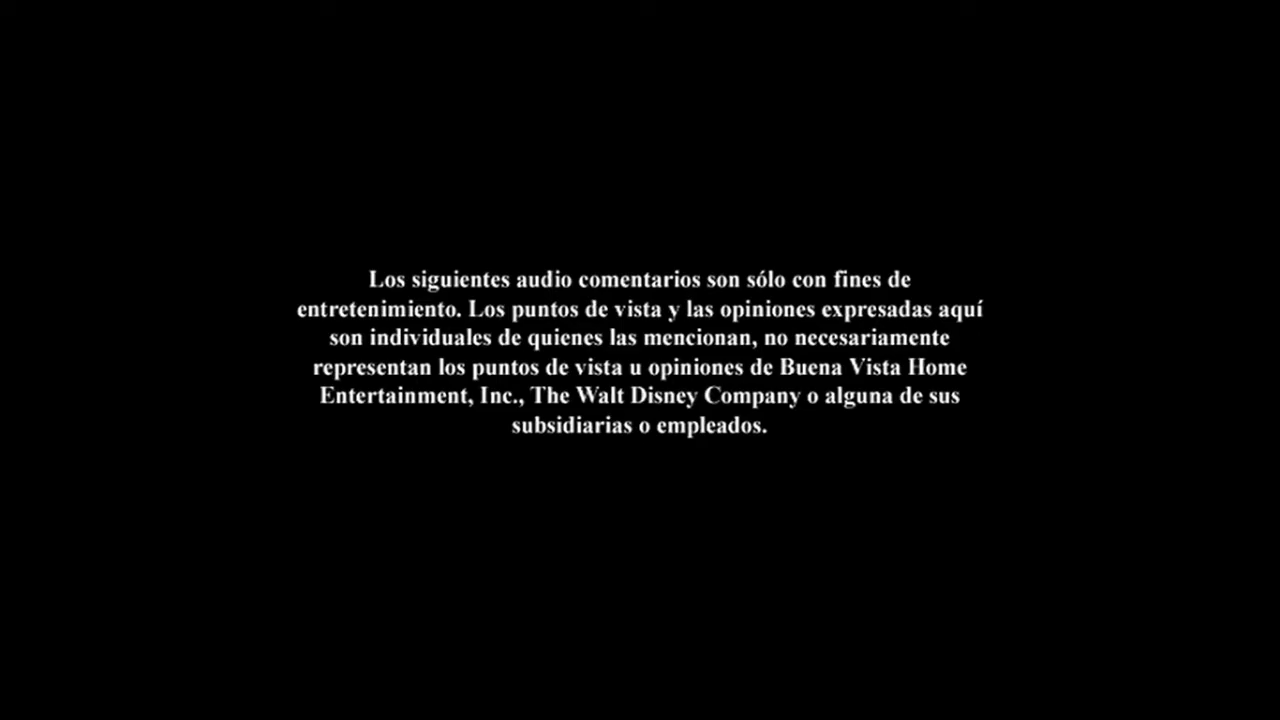 Los siguientes audio comentarios son sólo con fines de
entretenimiento. Los puntos de vista y las opiniones expresadas aquí
son individuales de quienes las mencionan, no necesariamente
representan los puntos de vista u opiniones de Buena Vista Home
Entertainment, Inc., The Walt Disney Company o alguna de sus
subsidiarias o empleados.